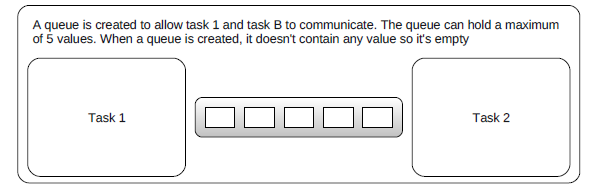 A queue is created to allow task 1 and task B to communicate. The queue can hold a maximum
of 5 values. When a queue is created, it doesn't contain any value so it's empty
Task 1
Task 2